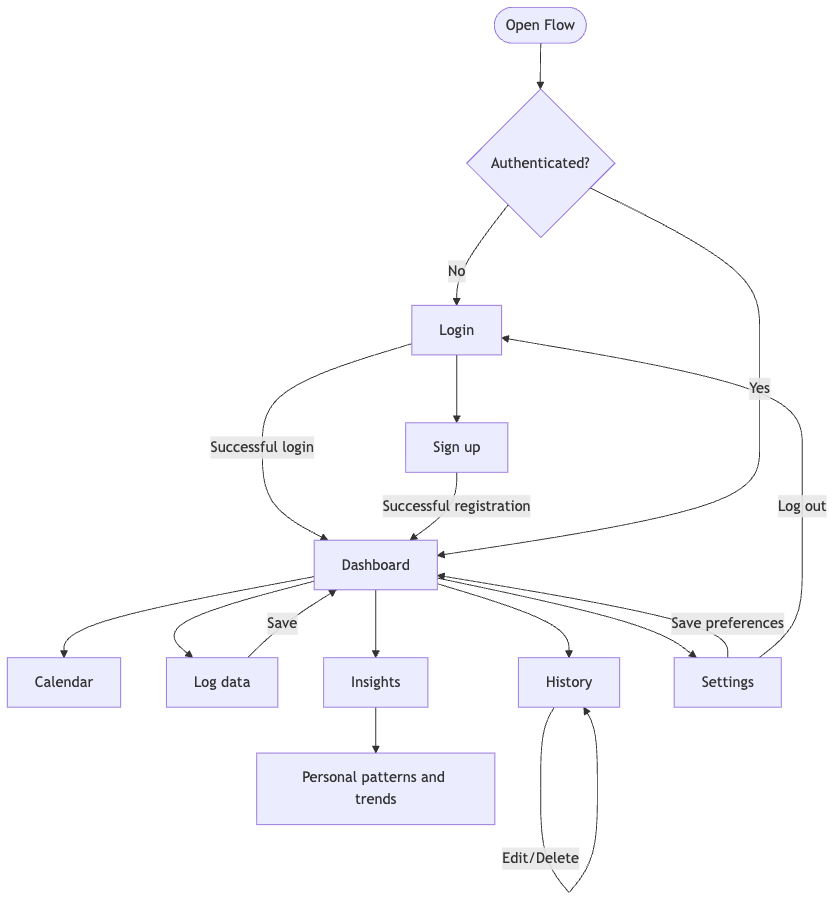 Open Flow
Authenticated?
No
Login
Yes
Successful login
Sign up
Log out
Successful registration
Dashboard
Save
Save preferences
Calendar
Log data
Insights
History
Settings
Personal patterns and
trends
Edit/Delete